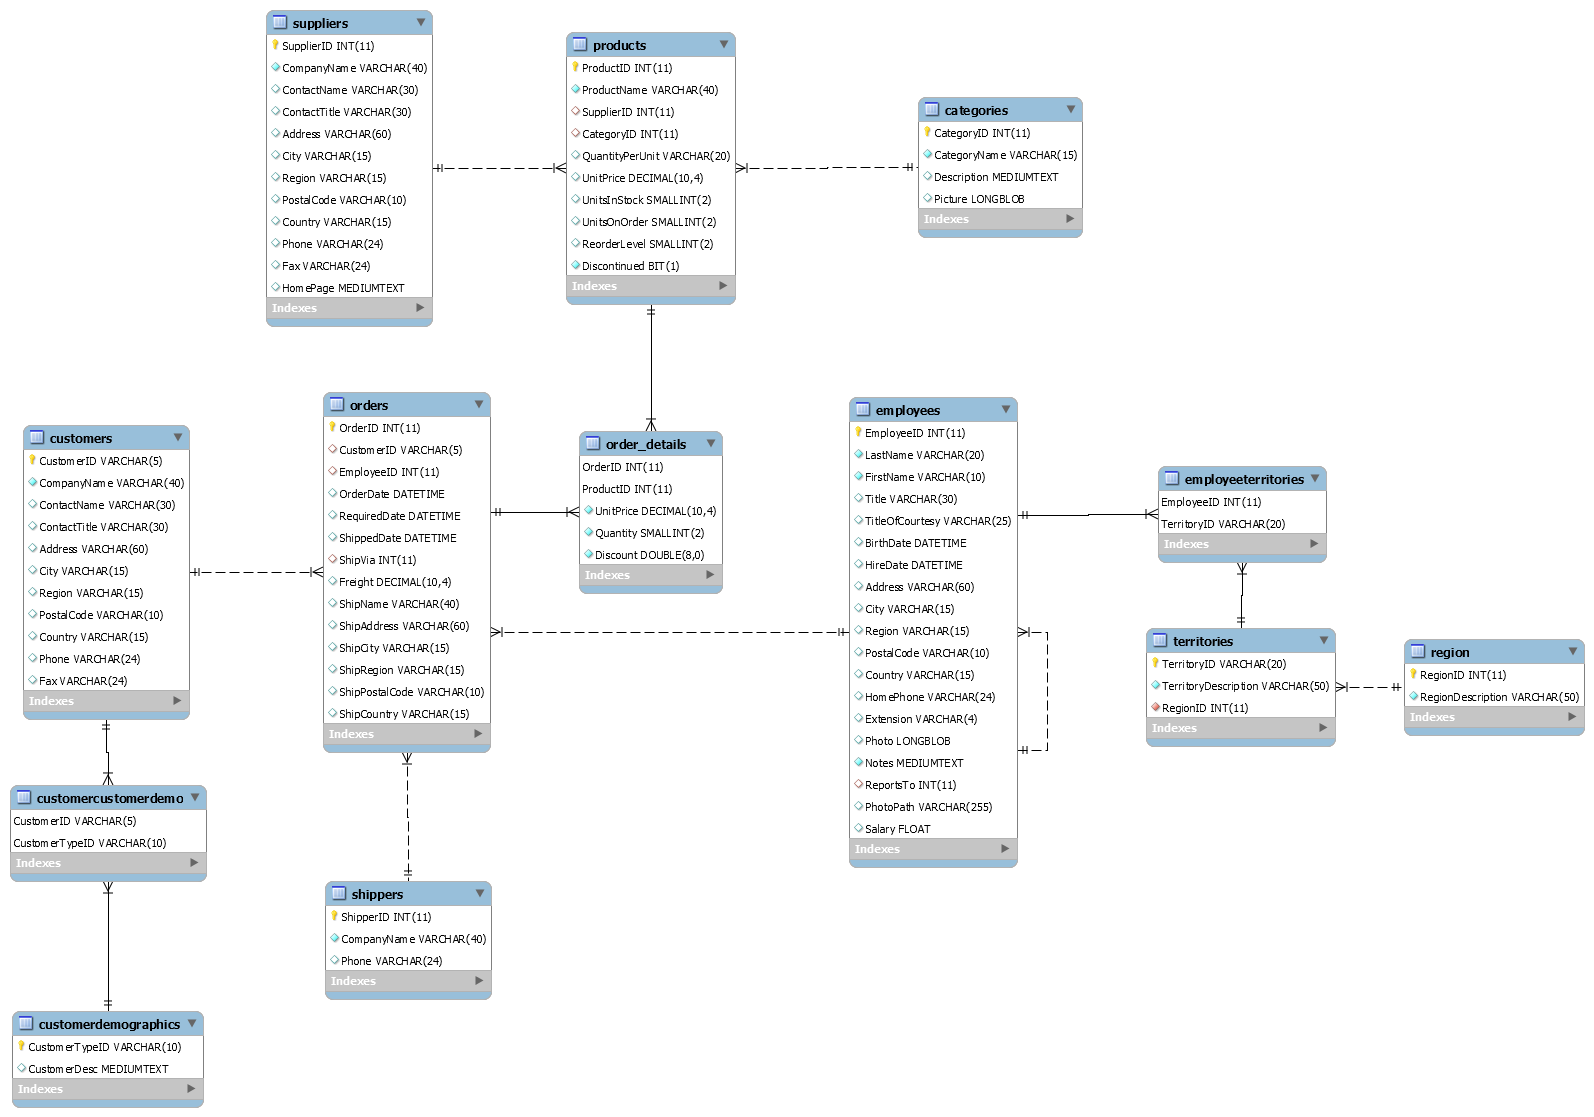 suppliers
SupplierID INT(11)
CompanyName VARCHAR(40)
ContactName VARCHAR(30)
ContactTitle VARCHAR(30)
Address VARCHAR(60)
City VARCHAR(15)
Region VARCHAR(15)
PostalCode VARCHAR(10)
Country VARCHAR(15)
Phone VARCHAR(24)
Fax VARCHAR(24)
HomePage MEDIUMTEXT
Indexes
products
ProductID INT(11)
ProductName VARCHAR(40)
SupplierID INT(11)
CategoryID INT(11)
QuantityPerUnit VARCHAR(20)
UnitPrice DECIMAL(10,4)
UnitsInStock SMALLINT(2)
UnitsOnOrder SMALLINT(2)
ReorderLevel SMALLINT(2)
Discontinued BIT(1)
Indexes
categories
CategoryID INT(11)
CategoryName VARCHAR(15)
Description MEDIUMTEXT
Picture LONGBLOB
Indexes
customers
CustomerID VARCHAR(5)
CompanyName VARCHAR(40)
ContactName VARCHAR(30)
ContactTitle VARCHAR(30)
Address VARCHAR(60)
City VARCHAR(15)
Region VARCHAR(15)
PostalCode VARCHAR(10)
Country VARCHAR(15)
Phone VARCHAR(24)
Fax VARCHAR(24)
Indexes
orders
OrderID INT(11)
CustomerID VARCHAR(5)
EmployeeID INT(11)
OrderDate DATETIME
RequiredDate DATETIME
ShippedDate DATETIME
ShipVia INT(11)
Freight DECIMAL(10,4)
ShipName VARCHAR(40)
ShipAddress VARCHAR(60)
ShipCity VARCHAR(15)
ShipRegion VARCHAR(15)
ShipPostalCode VARCHAR(10)
ShipCountry VARCHAR(15)
Indexes
order_details
OrderID INT(11)
ProductID INT(11)
UnitPrice DECIMAL(10,4)
Quantity SMALLINT(2)
Discount DOUBLE(8,0)
Indexes
employees
EmployeeID INT(11)
LastName VARCHAR(20)
FirstName VARCHAR(10)
Title VARCHAR(30)
TitleOfCourtesy VARCHAR(25)
BirthDate DATETIME
HireDate DATETIME
Address VARCHAR(60)
City VARCHAR(15)
Region VARCHAR(15)
PostalCode VARCHAR(10)
Country VARCHAR(15)
HomePhone VARCHAR(24)
Extension VARCHAR(4)
Photo LONGBLOB
Notes MEDIUMTEXT
ReportsTo INT(11)
PhotoPath VARCHAR(255)
Salary FLOAT
Indexes
employeeterritories
EmployeeID INT(11)
TerritoryID VARCHAR(20)
Indexes
territories
TerritoryID VARCHAR(20)
TerritoryDescription VARCHAR(50)
RegionID INT(11)
Indexes
region
RegionID INT(11)
RegionDescription VARCHAR(50)
Indexes
customercustomerdemo
CustomerID VARCHAR(5)
CustomerTypeID VARCHAR(10)
Indexes
shippers
ShipperID INT(11)
CompanyName VARCHAR(40)
Phone VARCHAR(24)
Indexes
customerdemographics
CustomerTypeID VARCHAR(10)
CustomerDesc MEDIUMTEXT
Indexes